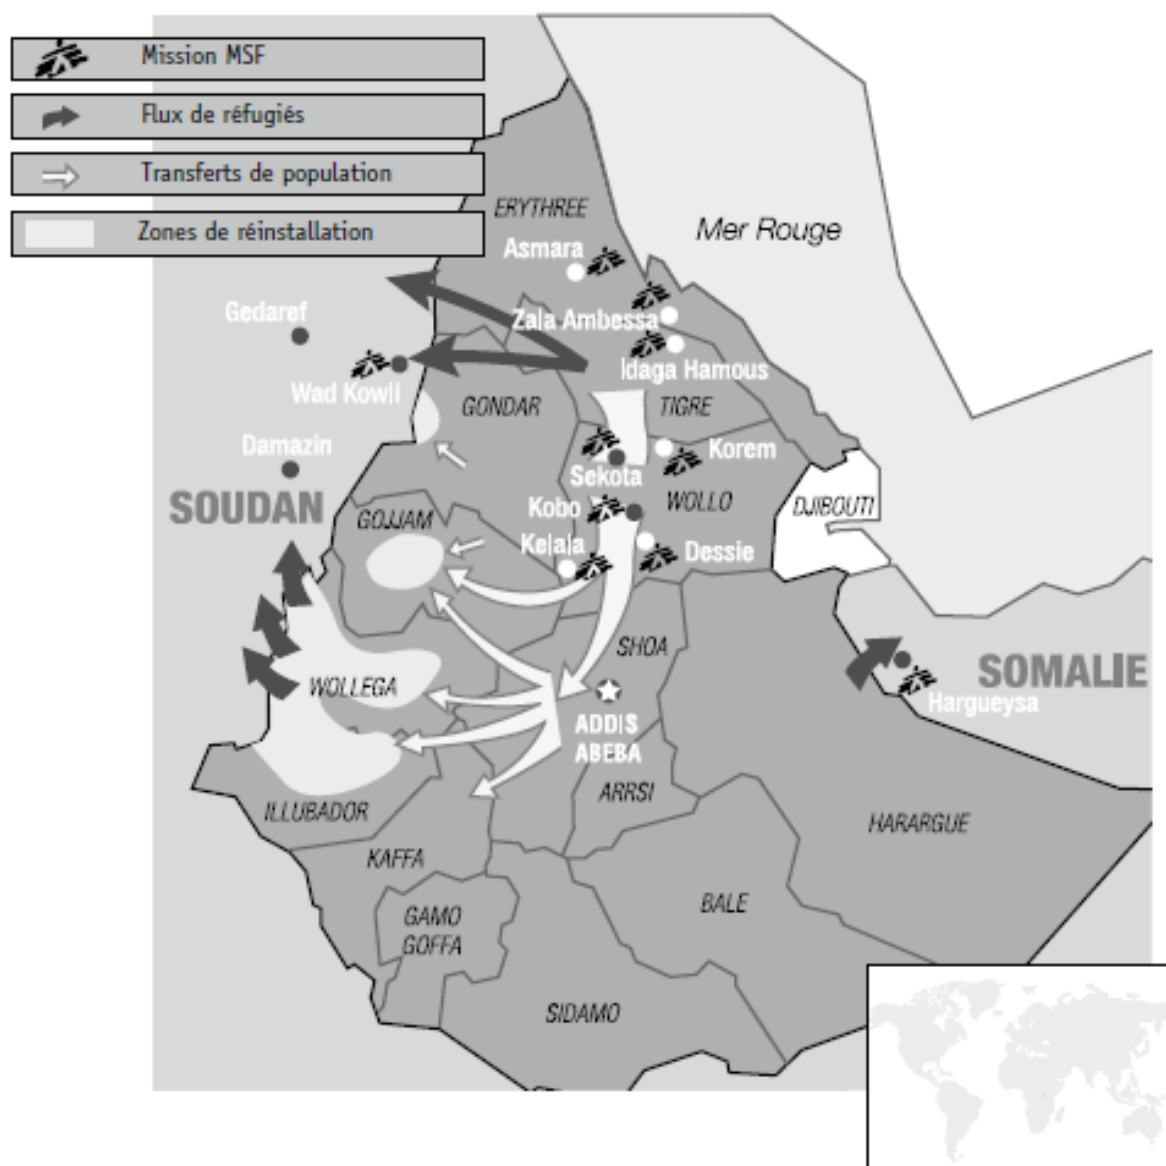 Mission MSF
Flux de réfugiés
Transferts de population
Zones de réinstallation
ERYTHREE
Mer Rouge
Asmara
Gedaref
Zala Ambessa
Idaga Hamous
Wad Kowli
GONDAR
TIGRE
Damazin
Korem
Sekota
SOUDAN
Kobo
WOLLO
DJIBOUTI
GOJJAM
Kelala
Dessie
SHOA
SOMALIE
WOLLEGA
Hargueysa
ADDIS
ABEBA
ARRSI
ILLUBADOR
HARARGUE
KAFFA
BALE
GAMO
GOFFA
SIDAMO